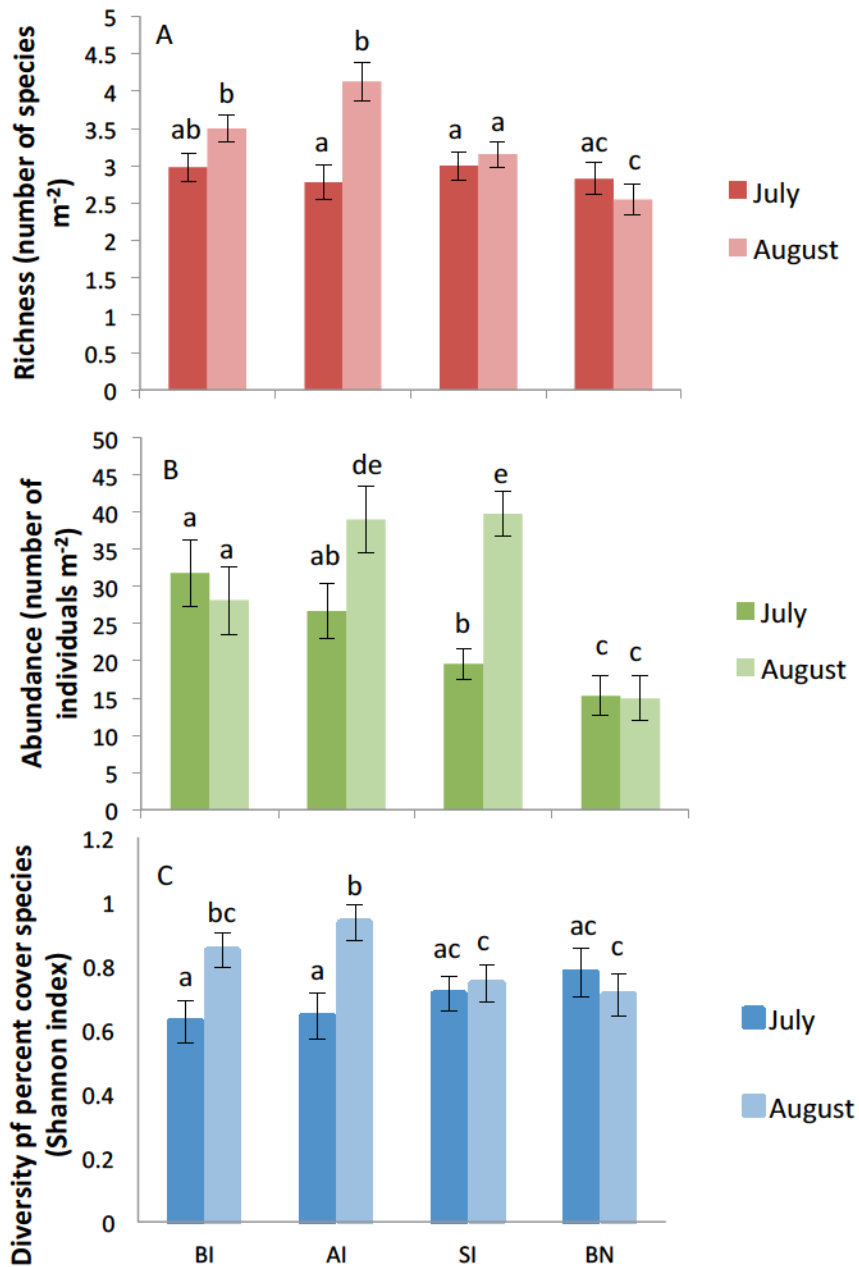 A
Richness (number of species
m-2)
5
4.5
4
3.5
3
2.5
2
1.5
1
0.5
0
ab
b
a
b
a
a
ac
c
July
August
B
Abundance (number of
individuals m-2)
50
45
40
35
30
25
20
15
10
5
0
a
a
ab
de
b
e
c
c
July
August
C
Diversity pf percent cover species
(Shannon index)
1.2
1
0.8
0.6
0.4
0.2
0
a
bc
a
b
ac
c
ac
c
July
August
BI
AI
SI
BN